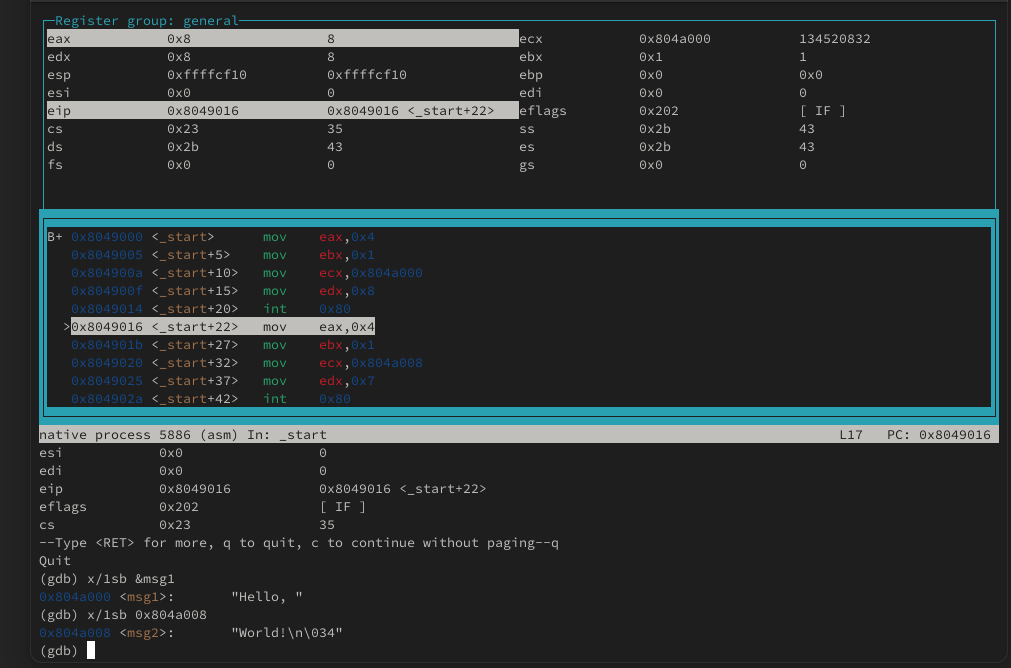 Register group: general
eax 0x8 8 ecx 0x804a000 134520832
edx 0x8 8 ebx 0x1 1
esp 0xffffcf10 0xffffcf10 ebp 0x0 0x0
esi 0x0 0 edi 0x0 0
eip 0x8049016 0x8049016 <_start+22> eflags 0x202 [ IF ]
cs 0x23 35 ss 0x2b 43
ds 0x2b 43 es 0x2b 43
fs 0x0 0 gs 0x0 0
B+ 0x8049000 <_start> mov eax,0x4
0x8049005 <_start+5> mov ebx,0x1
0x804900a <_start+10> mov ecx,0x804a000
0x804900f <_start+15> mov edx,0x8
0x8049014 <_start+20> int 0x80
>0x8049016 <_start+22> mov eax,0x4
0x804901b <_start+27> mov ebx,0x1
0x8049020 <_start+32> mov ecx,0x804a008
0x8049025 <_start+37> mov edx,0x7
0x804902a <_start+42> int 0x80
native process 5886 (asm) In: _start L17 PC: 0x8049016
esi 0x0 0
edi 0x0 0
eip 0x8049016 0x8049016 <_start+22>
eflags 0x202 [ IF ]
cs 0x23 35
--Type <RET> for more, q to quit, c to continue without paging--q
Quit
(gdb) x/1sb &msg1
0x804a000 <msg1>: "Hello, "
(gdb) x/1sb 0x804a008
0x804a008 <msg2>: "World!\n\034"
(gdb)